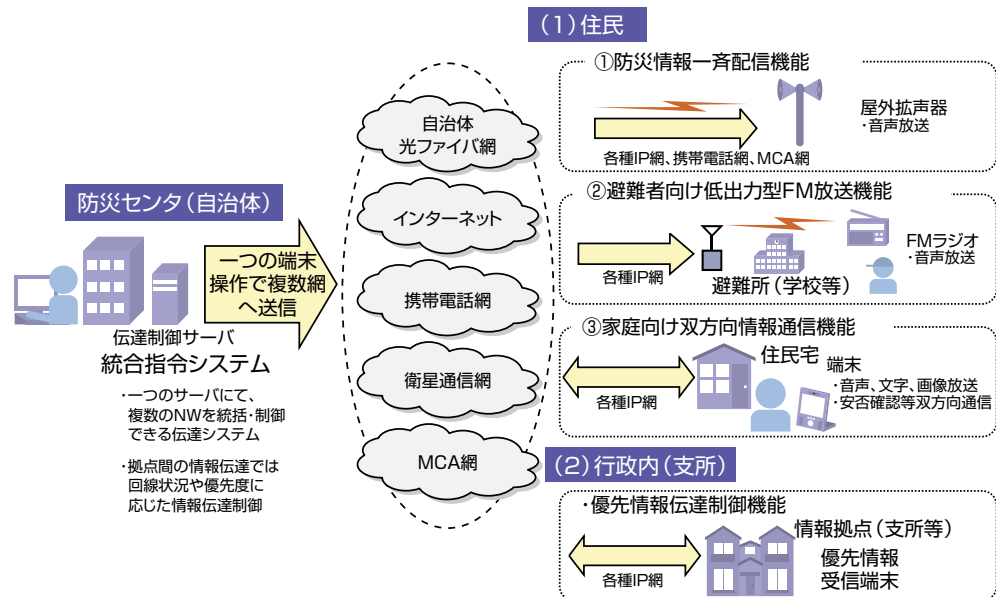 防災センタ（自治体）
伝達制御サーバ
統合指令システム
・一つのサーバにて、
複数のNWを統括・制御
できる伝達システム
・拠点間の情報伝達では
回線状況や優先度に
応じた情報伝達制御
一つの端末
操作で複数網
へ送信
自治体
光ファイバ網
インターネット
携帯電話網
衛星通信網
MCA網
（1）住民
①防災情報一斉配信機能
各種IP網、携帯電話網、MCA網
屋外拡声器
・音声放送
②避難者向け低出力型FM放送機能
各種IP網
避難所（学校等）
FMラジオ
・音声放送
③家庭向け双方向情報通信機能
各種IP網
住民宅
端末
・音声、文字、画像放送
・安否確認等双方向通信
（2）行政内（支所）
・優先情報伝達制御機能
各種IP網
情報拠点（支所等）
優先情報
受信端末